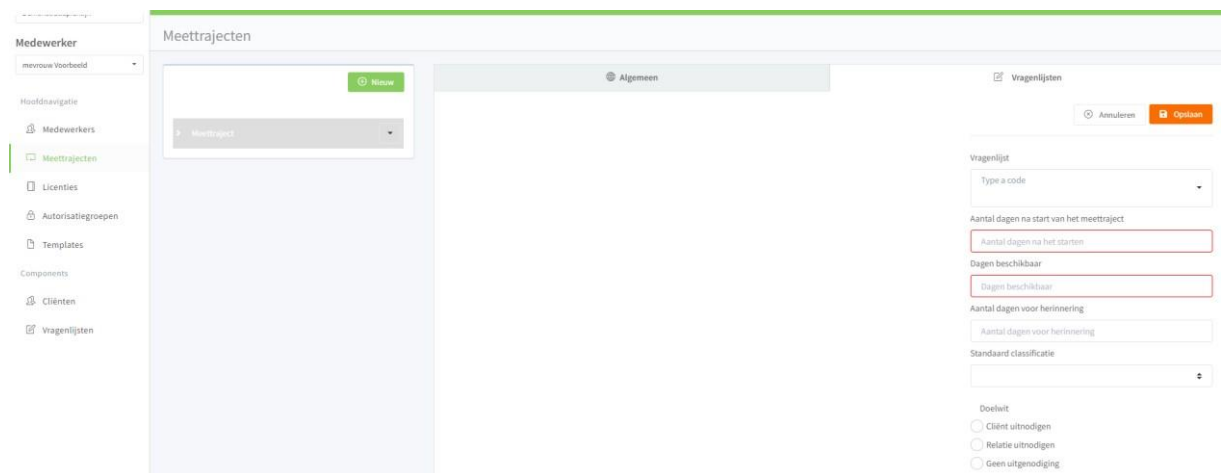 Medewerker
mevrouw Voorbeeld
Hoofdnavigatie
Medewerkers
Meettrajecten
Licenties
Autorisatiegroepen
Templates
Components
Cliënten
Vragenlijsten
Meettrajecten
Nieuw
Meettraject
Algemeen
Vragenlijsten
Annuleren
Opslaan
Vragenlijst
Type a code
Aantal dagen na start van het meettraject
Aantal dagen na het starten
Dagen beschikbaar
Dagen beschikbaar
Aantal dagen voor herinnering
Aantal dagen voor herinnering
Standaard classificatie
Doelwit
Cliënt uitnodigen
Relatie uitnodigen
Geen uitgenodiging